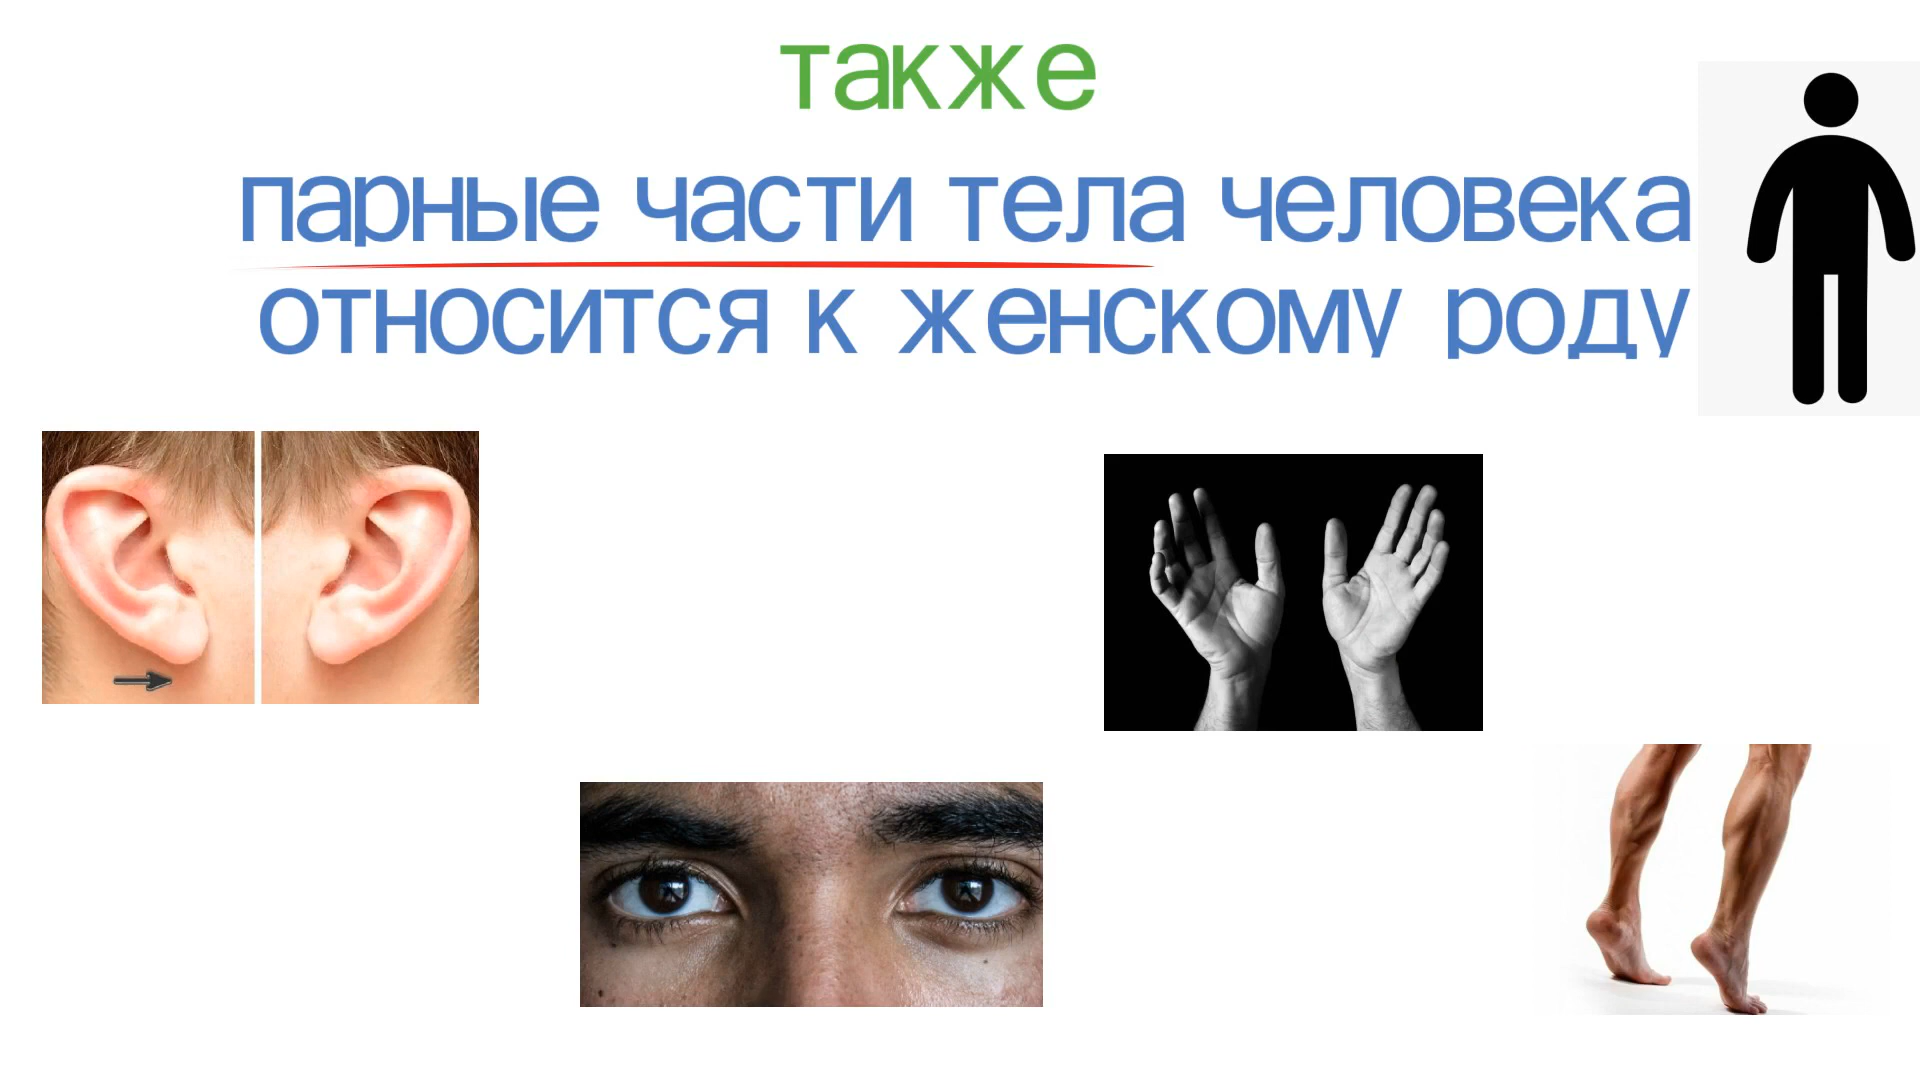 также
парные части тела человека
относится к женскому роду